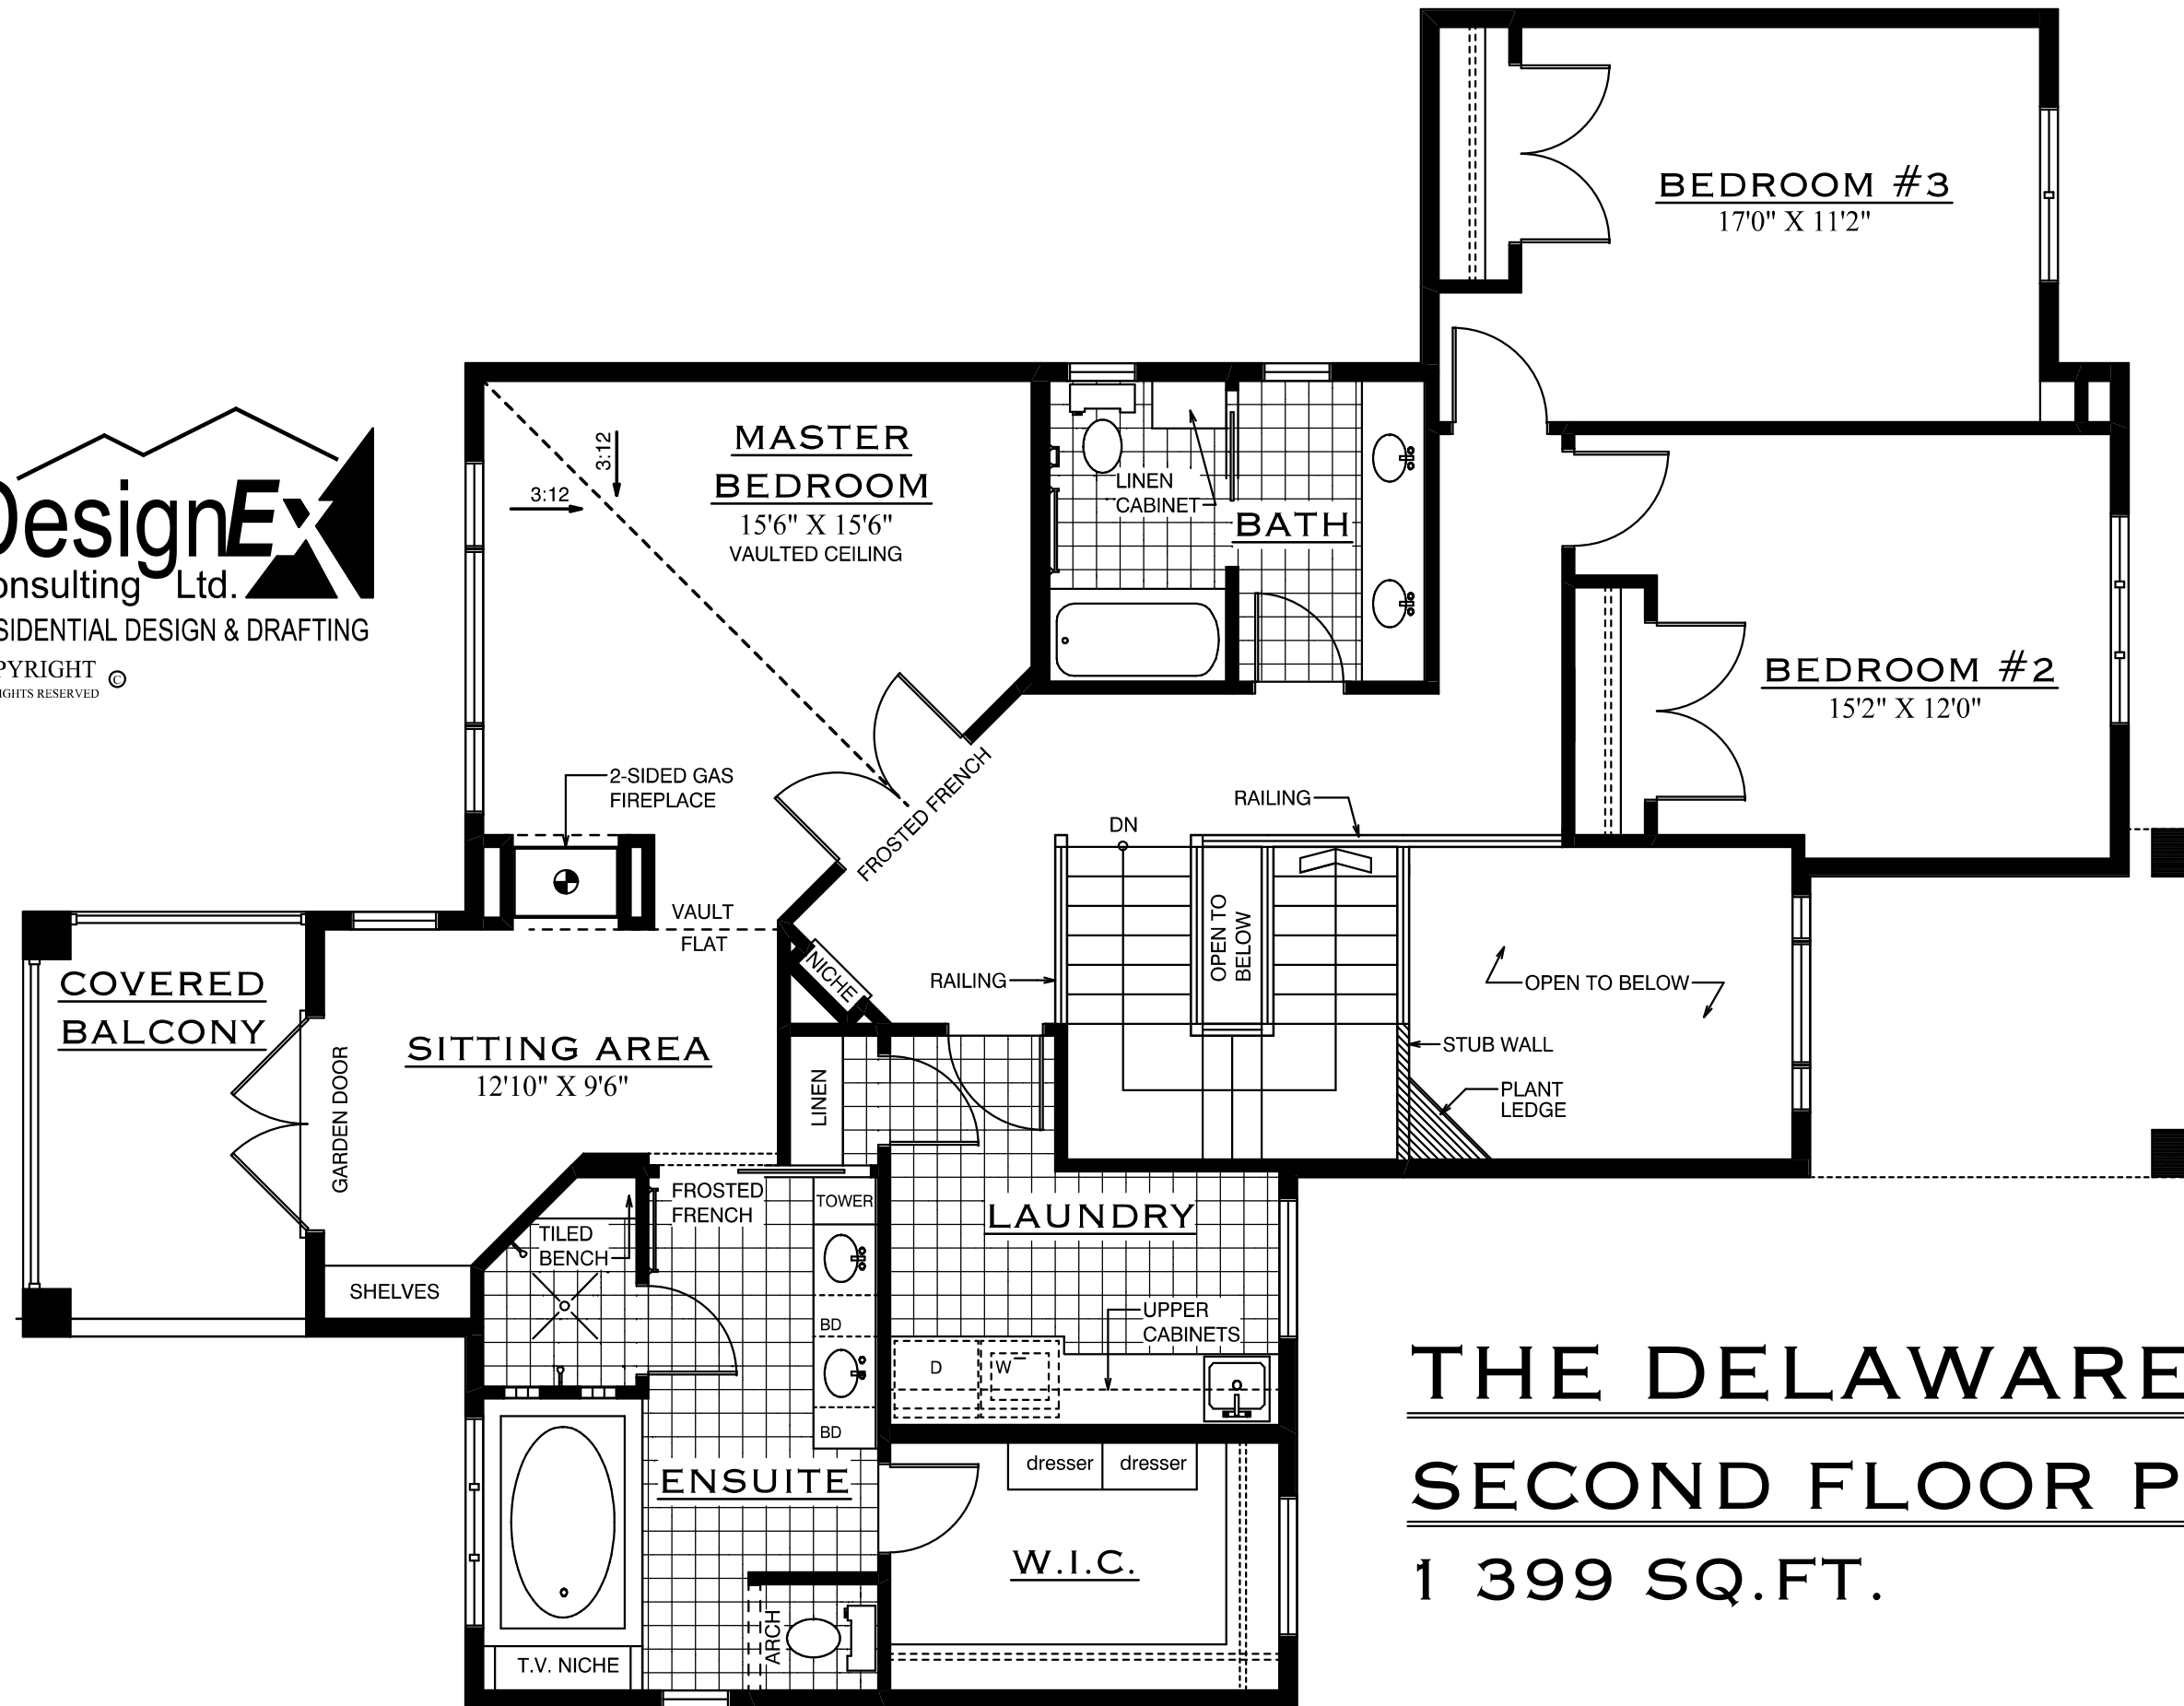 BEDROOM #3
17'0" X 11'2"
MASTER
BEDROOM
15'6" X 15'6"
VAULTED CEILING
3:12
3:12
LINEN
CABINET
BATH
DesignEx
onsulting Ltd.
SIDENTIAL DESIGN & DRAFTING
PYRIGHT ©
IGHTS RESERVED
BEDROOM #2
15'2" X 12'0"
2-SIDED GAS
FIREPLACE
FROSTED FRENCH
RAILING
DN
VAULT
FLAT
NICHE
RAILING
OPEN TO
BELOW
OPEN TO BELOW
STUB WALL
PLANT
LEDGE
COVERED
BALCONY
GARDEN DOOR
SITTING AREA
12'10" X 9'6"
LINEN
SHELVES
TILED
BENCH
FROSTED
FRENCH
TOWER
LAUNDRY
UPPER
CABINETS
BD
D
W
BD
ENSUITE
dresser
dresser
W.I.C.
ARCH
T.V. NICHE
THE DELAWARE
SECOND FLOOR P
1 399 SQ.FT.